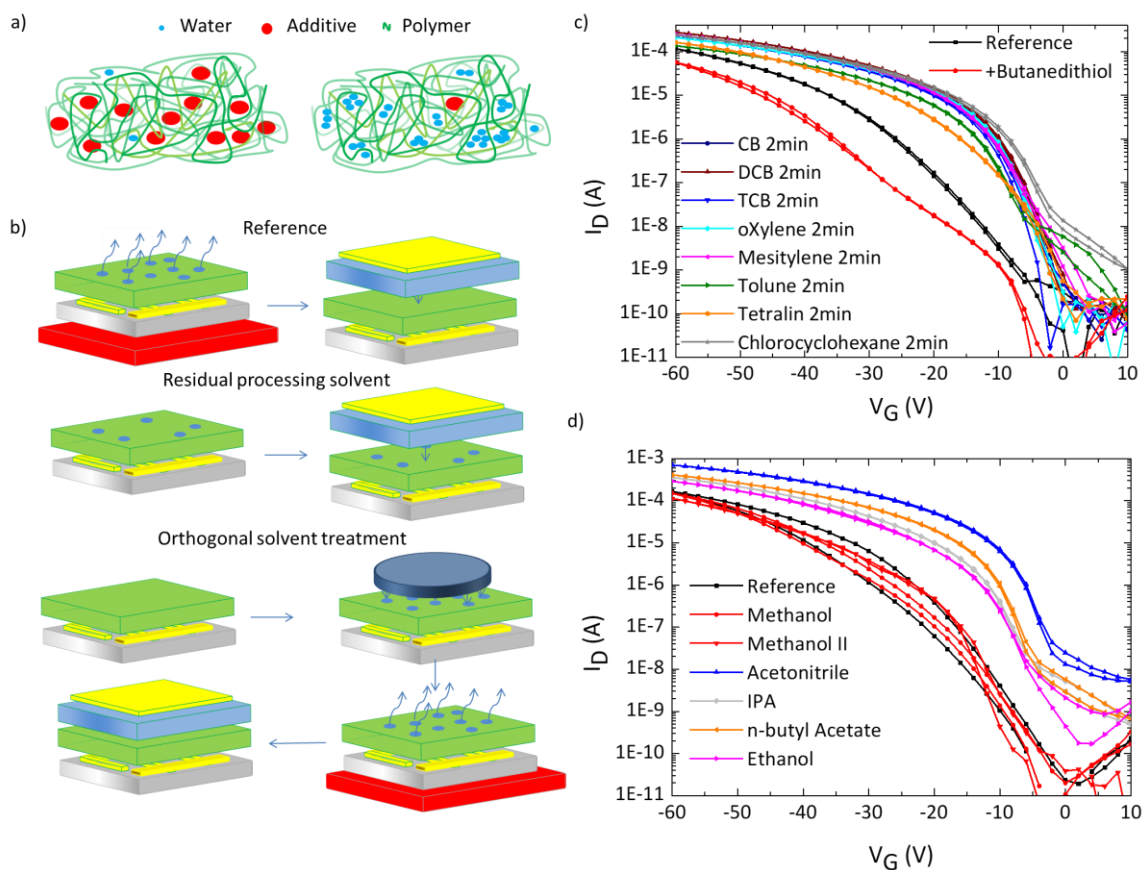 a)
Water Additive Polymer
b)
Reference
Residual processing solvent
Orthogonal solvent treatment
c)
1E-4
1E-5
1E-6
1E-7
1E-8
1E-9
1E-10
1E-11
I_D (A)
Reference
+Butanedithiol
CB 2min
DCB 2min
TCB 2min
oXylene 2min
Mesitylene 2min
Tolune 2min
Tetralin 2min
Chlorocyclohexane 2min
-60 -50 -40 -30 -20 -10 0 10
V_G (V)
d)
1E-3
1E-4
1E-5
1E-6
1E-7
1E-8
1E-9
1E-10
1E-11
I_D (A)
Reference
Methanol
Methanol II
Acetonitrile
IPA
n-butyl Acetate
Ethanol
-60 -50 -40 -30 -20 -10 0 10
V_G (V)